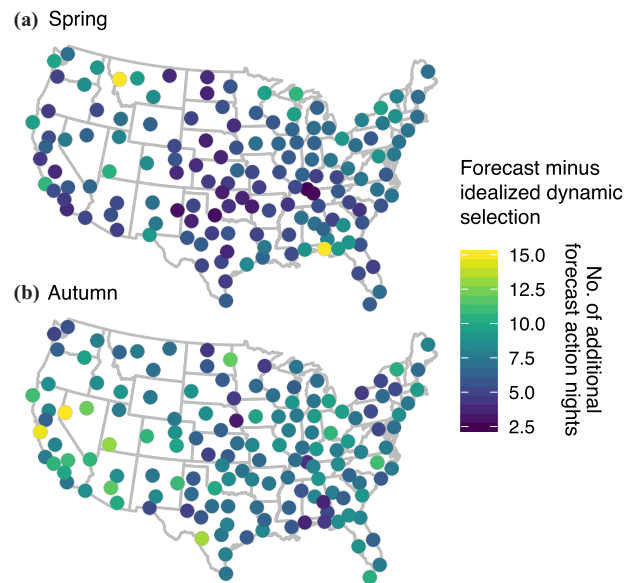 (a) Spring
Forecast minus
idealized dynamic
selection
15.0
12.5
10.0
7.5
5.0
2.5
No. of additional
forecast action nights
(b) Autumn